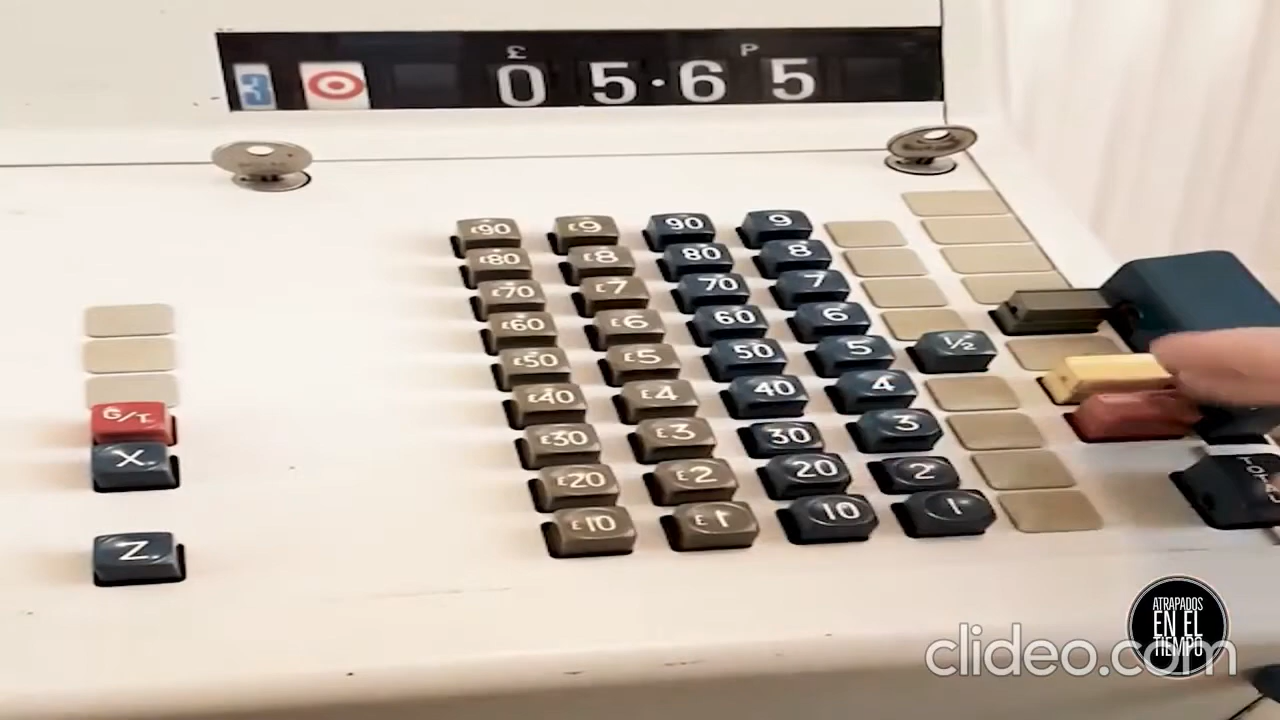 £ P
3 0 5·6 5
£90 £9 90 9
£80 £8 80 8
£70 £7 70 7
£60 £6 60 6
£50 £5 50 5 ½
£40 £4 40 4
£30 £3 30 3
£20 £2 20 2
£10 £1 10 1
G/T
X
Z
TOTAL
ATRAPADOS
EN EL
TIEMPO
clideo.com